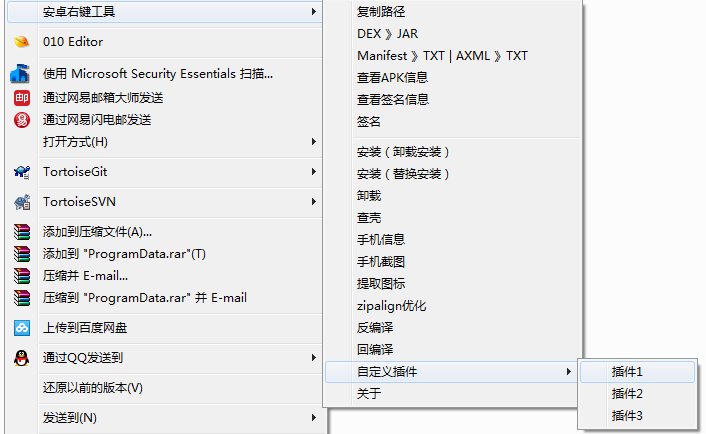 安卓右键工具
010 Editor
使用 Microsoft Security Essentials 扫描...
通过网易邮箱大师发送
通过网易闪电邮发送
打开方式(H)
TortoiseGit
TortoiseSVN
添加到压缩文件(A)...
添加到 "ProgramData.rar"(T)
压缩并 E-mail...
压缩到 "ProgramData.rar" 并 E-mail
上传到百度网盘
通过QQ发送到
还原以前的版本(V)
发送到(N)
复制路径
DEX 》JAR
Manifest 》TXT | AXML 》TXT
查看APK信息
查看签名信息
签名
安装（卸载安装）
安装（替换安装）
卸载
查壳
手机信息
手机截图
提取图标
zipalign优化
反编译
回编译
自定义插件
关于
插件1
插件2
插件3